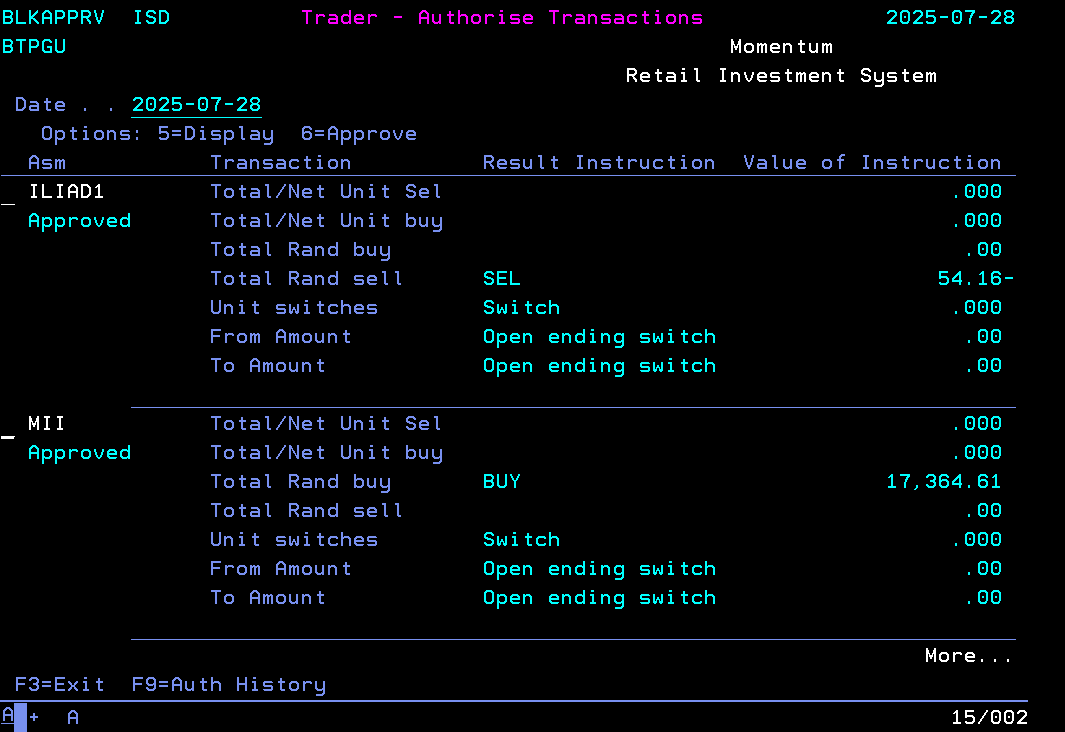 BLKAPPRV ISD Trader - Authorise Transactions 2025-07-28
BTPGU Momentum
Retail Investment System
Date . . 2025-07-28
Options: 5=Display 6=Approve
Asm Transaction Result Instruction Value of Instruction
_ ILIAD1 Total/Net Unit Sel .000
Approved Total/Net Unit buy .000
Total Rand buy .00
Total Rand sell SEL 54.16-
Unit switches Switch .000
From Amount Open ending switch .00
To Amount Open ending switch .00
_ MII Total/Net Unit Sel .000
Approved Total/Net Unit buy .000
Total Rand buy BUY 17,364.61
Total Rand sell .00
Unit switches Switch .000
From Amount Open ending switch .00
To Amount Open ending switch .00
More...
F3=Exit F9=Auth History
A + A 15/002